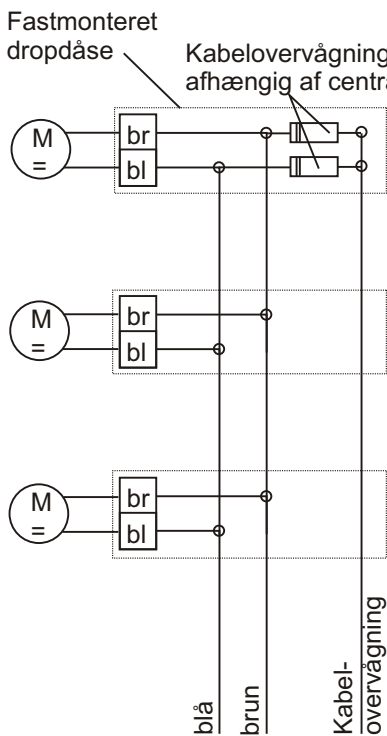 Fastmonteret
dropdåse
Kabelovervågning
afhængig af centra
M
=
br
bl
M
=
br
bl
M
=
br
bl
blå
brun
Kabel-
overvågning